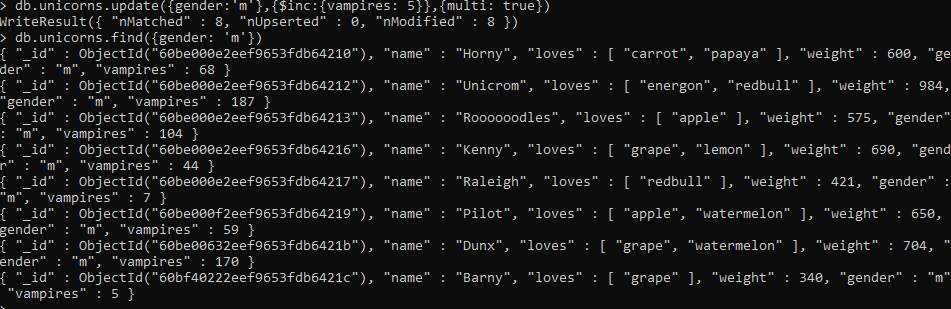 > db.unicorns.update({gender:'m'},{$inc:{vampires: 5}},{multi: true})
WriteResult({ "nMatched" : 8, "nUpserted" : 0, "nModified" : 8 })
> db.unicorns.find({gender: 'm'})
{ "_id" : ObjectId("60be000e2eef9653fdb64210"), "name" : "Horny", "loves" : [ "carrot", "papaya" ], "weight" : 600, "ge
der" : "m", "vampires" : 68 }
{ "_id" : ObjectId("60be000e2eef9653fdb64212"), "name" : "Unicrom", "loves" : [ "energon", "redbull" ], "weight" : 984,
"gender" : "m", "vampires" : 187 }
{ "_id" : ObjectId("60be000e2eef9653fdb64213"), "name" : "Roooooodles", "loves" : [ "apple" ], "weight" : 575, "gender"
: "m", "vampires" : 104 }
{ "_id" : ObjectId("60be000e2eef9653fdb64216"), "name" : "Kenny", "loves" : [ "grape", "lemon" ], "weight" : 690, "gend
r" : "m", "vampires" : 44 }
{ "_id" : ObjectId("60be000e2eef9653fdb64217"), "name" : "Raleigh", "loves" : [ "redbull" ], "weight" : 421, "gender" :
"m", "vampires" : 7 }
{ "_id" : ObjectId("60be000f2eef9653fdb64219"), "name" : "Pilot", "loves" : [ "apple", "watermelon" ], "weight" : 650,
gender" : "m", "vampires" : 59 }
{ "_id" : ObjectId("60be00632eef9653fdb6421b"), "name" : "Dunx", "loves" : [ "grape", "watermelon" ], "weight" : 704,
ender" : "m", "vampires" : 170 }
{ "_id" : ObjectId("60bf40222eef9653fdb6421c"), "name" : "Barny", "loves" : [ "grape" ], "weight" : 340, "gender" : "m"
"vampires" : 5 }